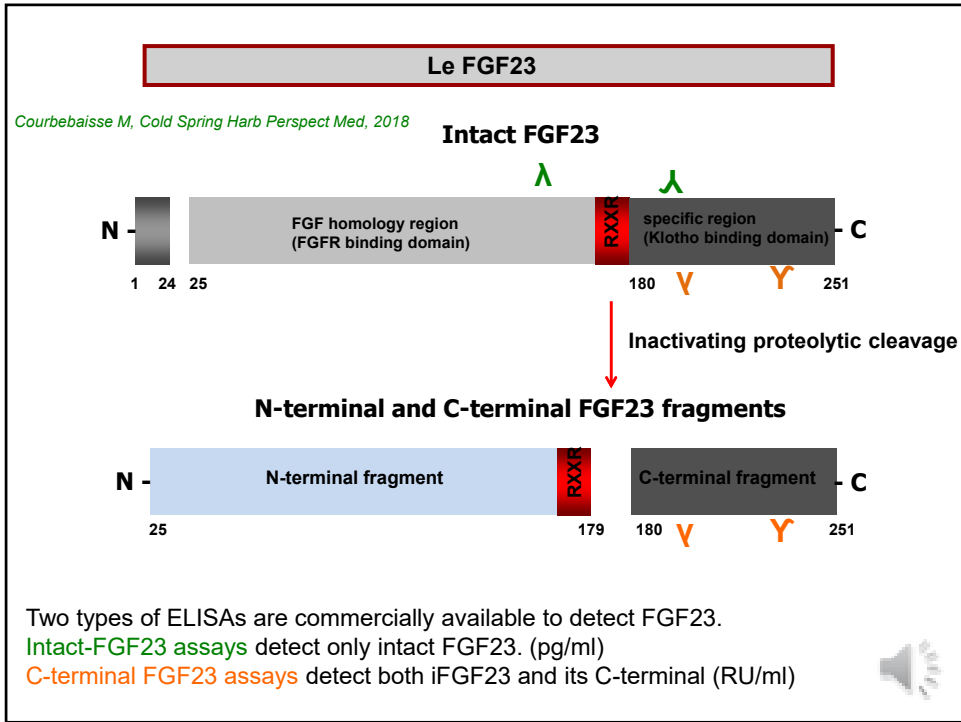 Le FGF23
Courbebaisse M, Cold Spring Harb Perspect Med, 2018
Intact FGF23
N -
FGF homology region
(FGFR binding domain)
RXXR
specific region
(Klotho binding domain)
- C
1 24 25 180 251
Inactivating proteolytic cleavage
N-terminal and C-terminal FGF23 fragments
N -
N-terminal fragment
RXXR
C-terminal fragment
- C
25 179 180 251
Two types of ELISAs are commercially available to detect FGF23.
Intact-FGF23 assays detect only intact FGF23. (pg/ml)
C-terminal FGF23 assays detect both iFGF23 and its C-terminal (RU/ml)